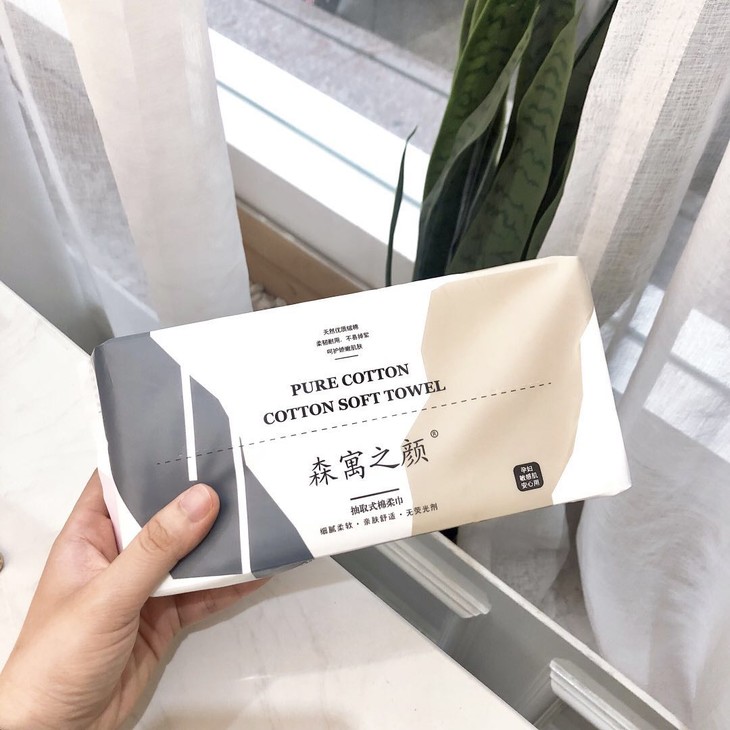 天然优质绒棉
柔韧耐用，不易掉絮
呵护娇嫩肌肤
PURE COTTON
COTTON SOFT TOWEL
森寓之颜®
抽取式棉柔巾
细腻柔软·亲肤舒适·无荧光剂
孕妇
敏感肌
安心用